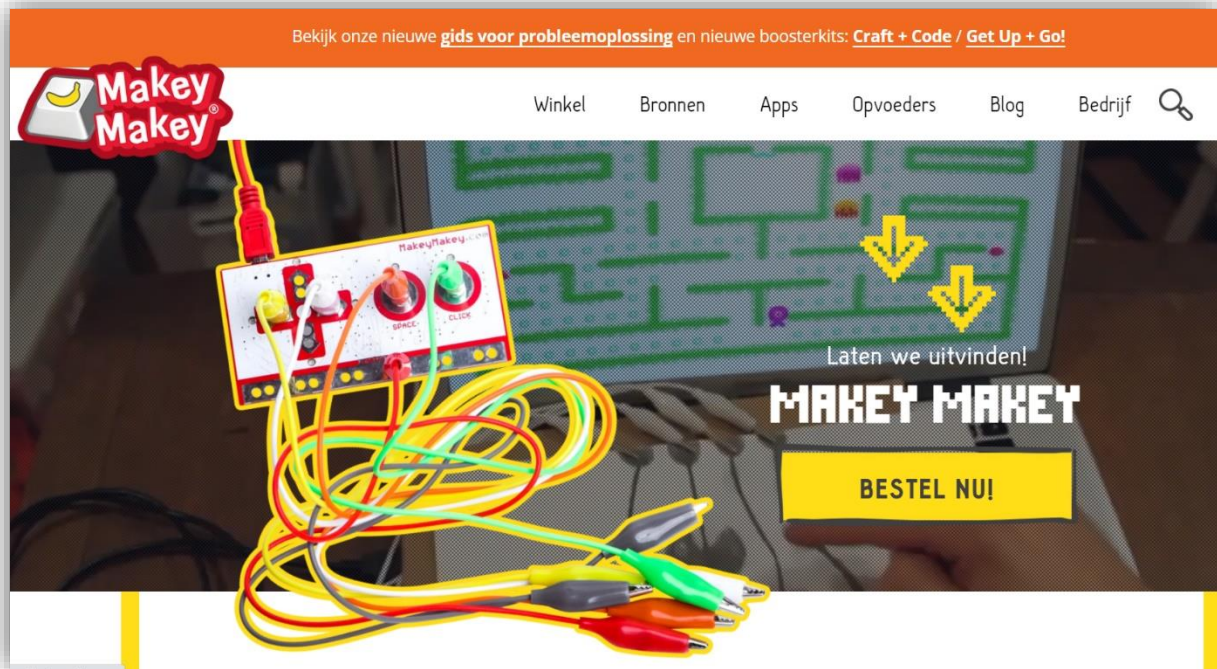 Bekijk onze nieuwe gids voor probleemoplossing en nieuwe boosterkits: Craft + Code / Get Up + Go!
Makey
Makey®
Winkel Bronnen Apps Opvoeders Blog Bedrijf
MakeyMakey.com
SPACE
CLICK
Laten we uitvinden!
MAKEY MAKEY
BESTEL NU!